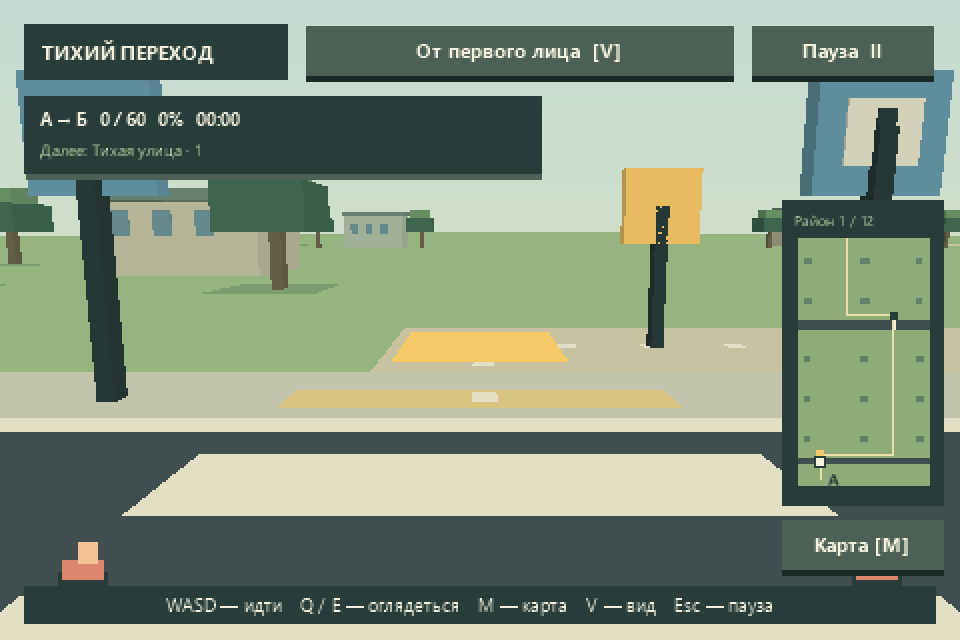 ТИХИЙ ПЕРЕХОД
От первого лица [V]
Пауза II
А — Б 0 / 60 0% 00:00
Далее: Тихая улица · 1
Район 1 / 12
А
Карта [M]
WASD — идти Q / E — оглядеться M — карта V — вид Esc — пауза